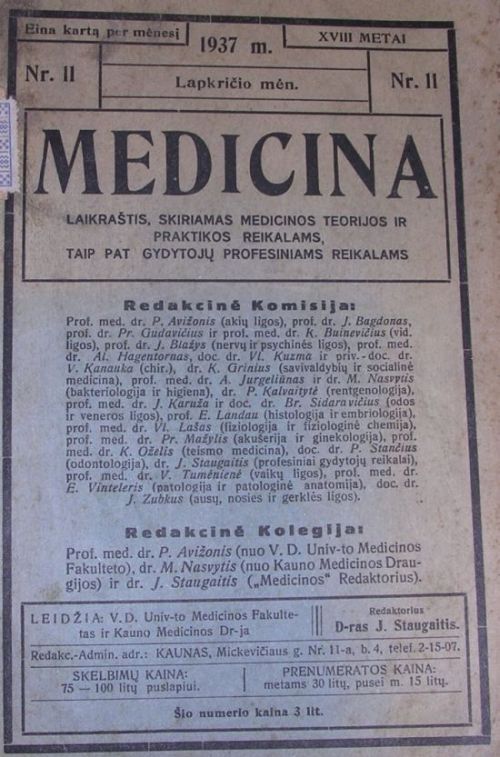 Eina kartą per mėnesį
1937 m.
XVIII METAI
Nr. 11
Lapkričio mėn.
Nr. 11
MEDICINA
LAIKRAŠTIS, SKIRIAMAS MEDICINOS TEORIJOS IR
PRAKTIKOS REIKALAMS,
TAIP PAT GYDYTOJŲ PROFESINIAMS REIKALAMS
Redakcinė Komisija:
Prof. med. dr. P. Avižonis (akių ligos), prof. dr. J. Bagdonas,
prof. dr. Pr. Gudavičius ir prof. med. dr. K. Buinevičius (vid.
ligos), prof. dr. J. Blažys (nervų ir psychinės ligos), prof. med.
dr. Al. Hagentornas, doc. dr. Vl. Kuzma ir priv.-doc. dr.
V. Kanauka (chir.), dr. K. Grinius (savivaldybių ir socialinė
medicina), prof. med. dr. A. Jurgeliūnas ir dr. M. Nasvytis
(bakteriologija ir higiena), dr. P. Kalvaitytė (rentgenologija),
prof. med. dr. J. Karuža ir doc. dr. Br. Sidaravičius (odos
ir veneros ligos), prof. E. Landau (histologija ir embriologija),
prof. med. dr. Vl. Lašas (fiziologija ir fiziologinė chemija),
prof. med. dr. Pr. Mažylis (akušerija ir ginekologija), prof.
med. dr. K. Oželis (teismo medicina), doc. dr. P. Stančius
(odontologija), dr. J. Staugaitis (profesiniai gydytojų reikalai),
prof. med. dr. V. Tumėnienė (vaikų ligos), prof. med. dr.
E. Vinteleris (patologija ir patologinė anatomija), doc. dr.
J. Zubkus (ausų, nosies ir gerklės ligos).
Redakcinė Kolegija:
Prof. med. dr. P. Avižonis (nuo V. D. Univ-to Medicinos
Fakulteto), dr. M. Nasvytis (nuo Kauno Medicinos Drau-
gijos) ir dr. J. Staugaitis („Medicinos“ Redaktorius).
LEIDŽIA: V.D. Univ-to Medicinos Fakulte-
tas ir Kauno Medicinos Dr-ja
Redaktorius
D-ras J. Staugaitis.
Redakc.-Admin. adr.: KAUNAS, Mickevičiaus g. Nr. 11-a, b. 4, telef. 2-15-07.
SKELBIMŲ KAINA:
75 — 100 litų puslapiui.
PRENUMERATOS KAINA:
metams 30 litų, pusei m. 15 litų.
Šio numerio kaina 3 lit.